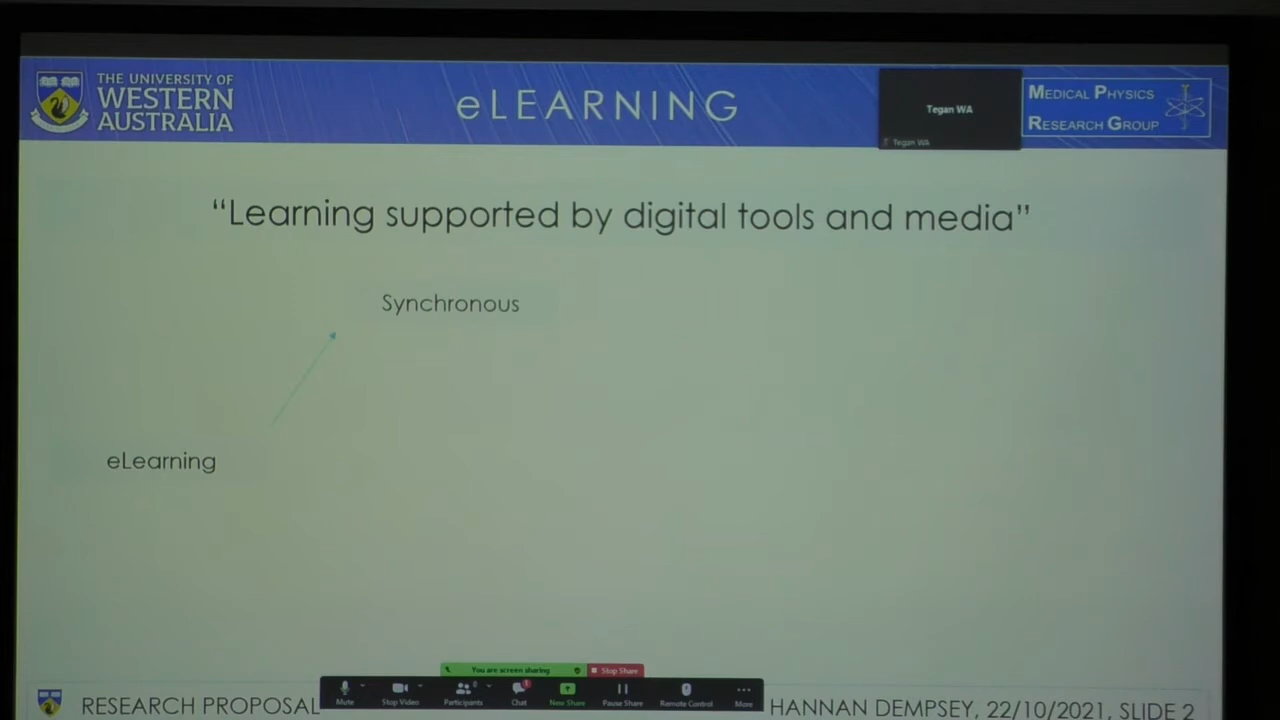 THE UNIVERSITY OF
WESTERN
AUSTRALIA
eLEARNING
Tegan WA
Tegan WA
MEDICAL PHYSICS
RESEARCH GROUP
“Learning supported by digital tools and media”
Synchronous
eLearning
You are screen sharing
Stop Share
Mute
Stop Video
Participants
Chat
New Share
Pause Share
Remote Control
More
RESEARCH PROPOSAL
HANNAN DEMPSEY, 22/10/2021, SLIDE 2